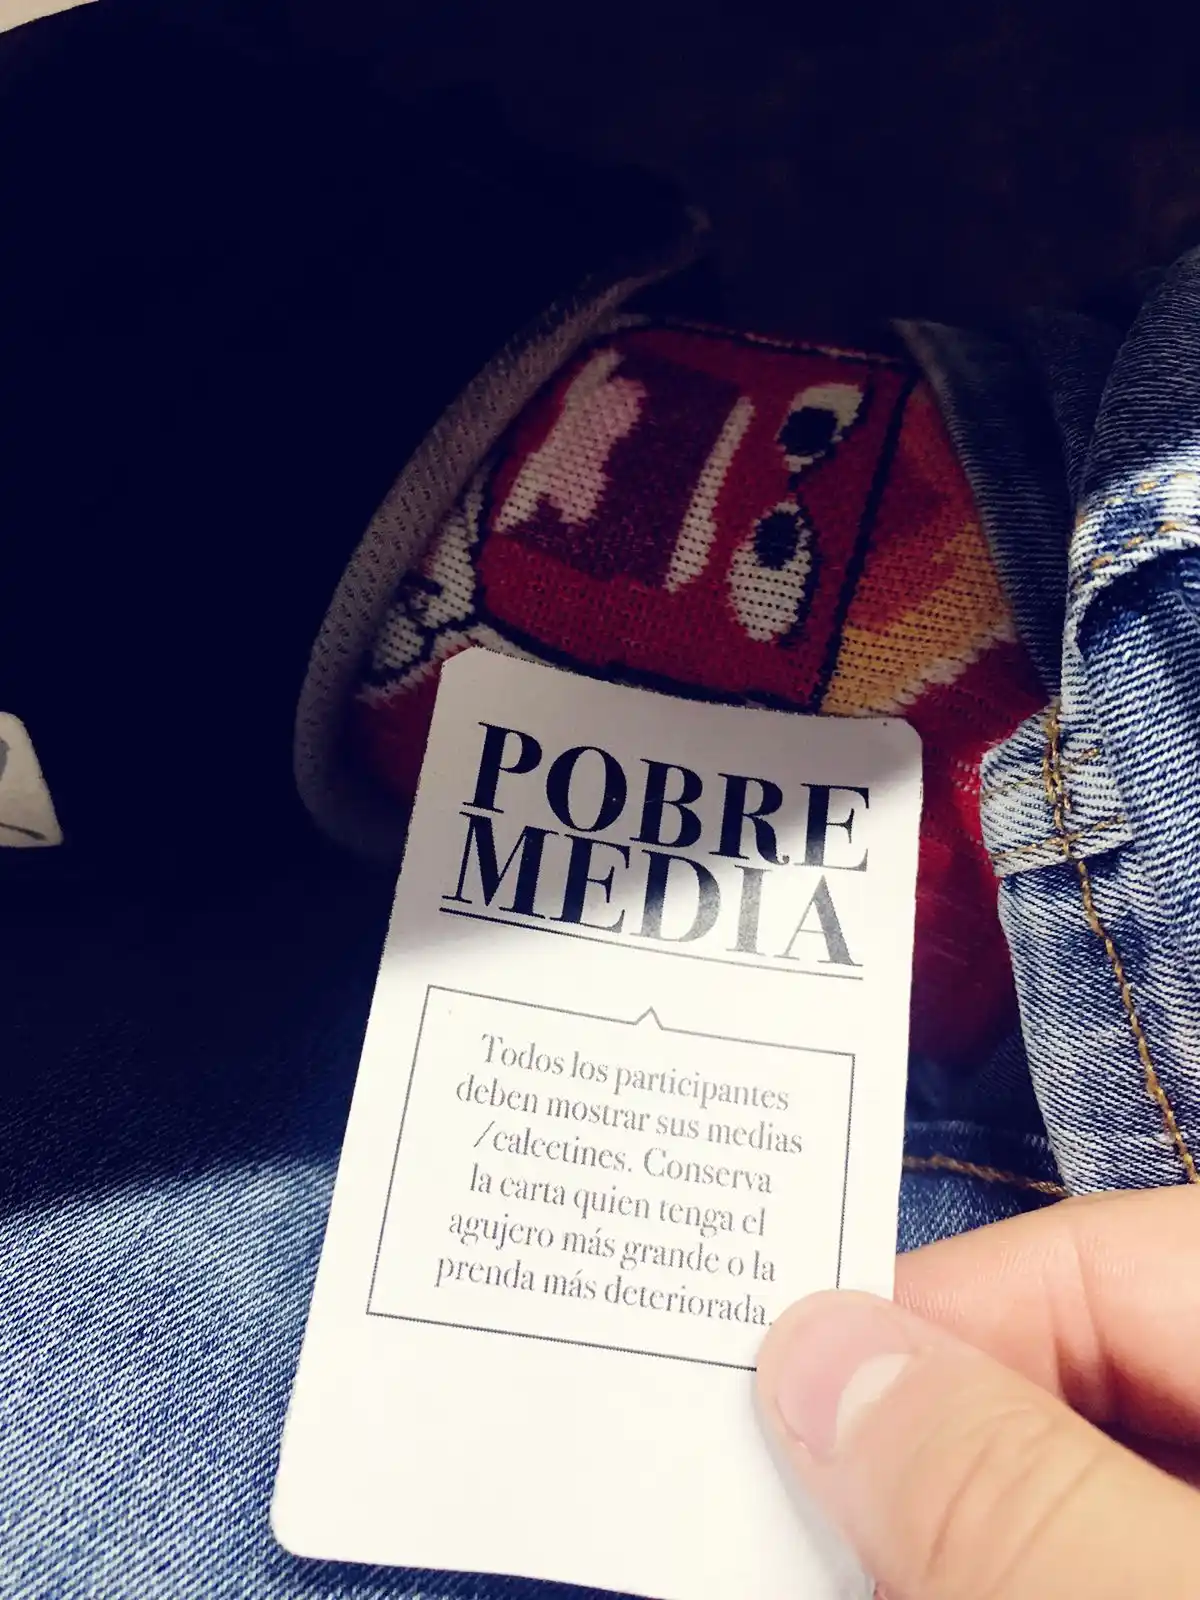 POBRE
MEDIA
Todos los participantes
deben mostrar sus medias
/calcetines. Conserva
la carta quien tenga el
agujero más grande o la
prenda más deteriorada.